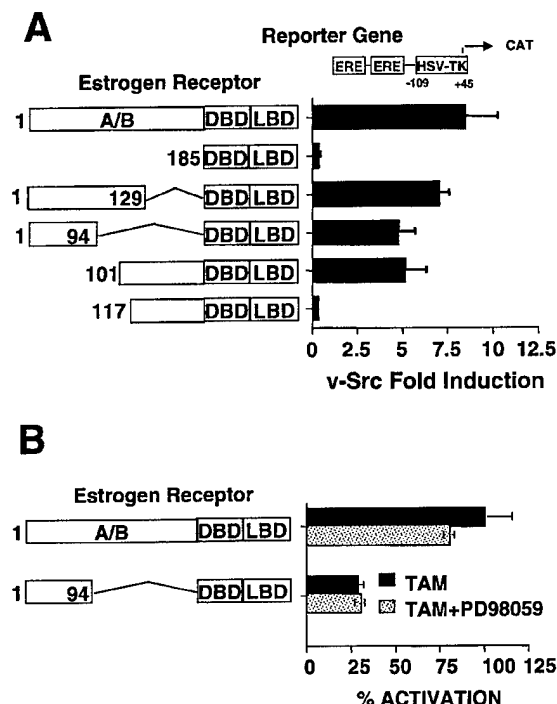 A
Reporter Gene
CAT
ERE ERE HSV-TK
-109 +45
Estrogen Receptor
1 A/B DBD LBD
185 DBD LBD
1 129 DBD LBD
1 94 DBD LBD
101 DBD LBD
117 DBD LBD
0 2.5 5 7.5 10 12.5
v-Src Fold Induction
B
Estrogen Receptor
1 A/B DBD LBD
1 94 DBD LBD
TAM
TAM+PD98059
0 25 50 75 100 125
% ACTIVATION